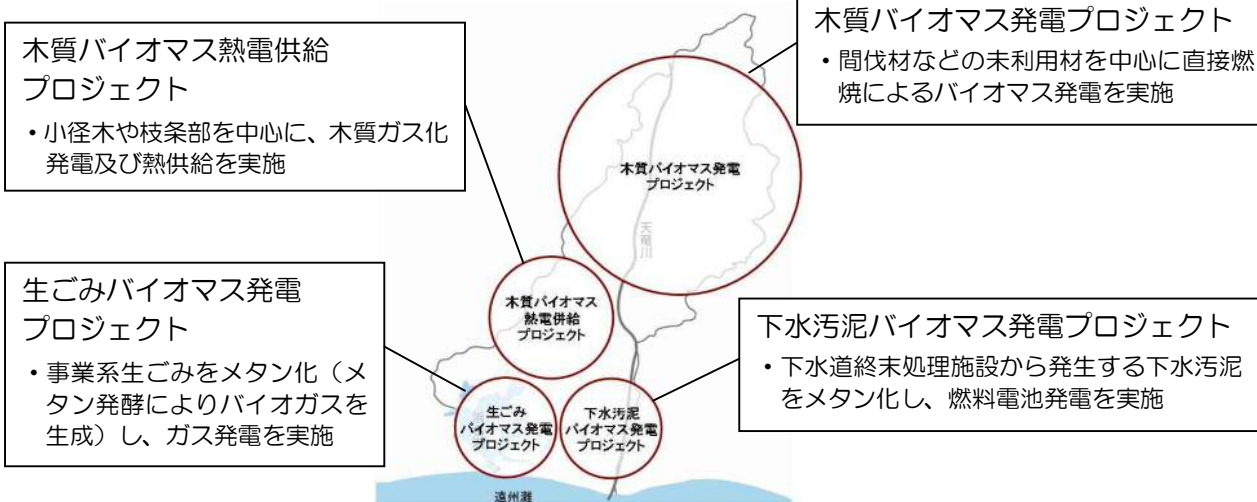 木質バイオマス熱電供給
プロジェクト
・小径木や枝条部を中心に、木質ガス化
発電及び熱供給を実施
木質バイオマス発電プロジェクト
・間伐材などの未利用材を中心に直接燃
焼によるバイオマス発電を実施
木質バイオマス発電
プロジェクト
天竜川
木質バイオマス
熱電併給
プロジェクト
生ごみバイオマス発電
プロジェクト
・事業系生ごみをメタン化（メ
タン発酵によりバイオガスを
生成）し、ガス発電を実施
下水汚泥バイオマス発電プロジェクト
・下水道終末処理施設から発生する下水汚泥
をメタン化し、燃料電池発電を実施
生ごみ
バイオマス発電
プロジェクト
下水汚泥
バイオマス発電
プロジェクト
遠州灘